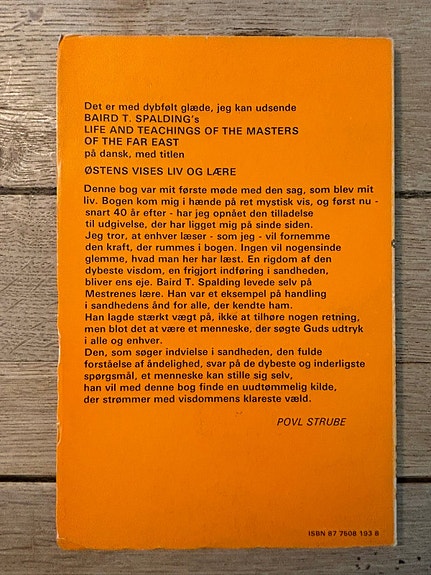 Det er med dybfølt glæde, jeg kan udsende
BAIRD T. SPALDING's
LIFE AND TEACHINGS OF THE MASTERS
OF THE FAR EAST
på dansk, med titlen
ØSTENS VISES LIV OG LÆRE
Denne bog var mit første møde med den sag, som blev mit
liv. Bogen kom mig i hænde på ret mystisk vis, og først nu -
snart 40 år efter - har jeg opnået den tilladelse
til udgivelse, der har ligget mig på sinde siden.
Jeg tror, at enhver læser - som jeg - vil fornemme
den kraft, der rummes i bogen. Ingen vil nogensinde
glemme, hvad man her har læst. En rigdom af den
dybeste visdom, en frigjort indføring i sandheden,
bliver ens eje. Baird T. Spalding levede selv på
Mestrenes lære. Han var et eksempel på handling
i sandhedens ånd for alle, der kendte ham.
Han lagde stærkt vægt på, ikke at tilhøre nogen retning,
men blot det at være et menneske, der søgte Guds udtryk
i alle og enhver.
Den, som søger indvielse i sandheden, den fulde
forståelse af åndelighed, svar på de dybeste og inderligste
spørgsmål, et menneske kan stille sig selv,
han vil med denne bog finde en uudtømmelig kilde,
der strømmer med visdommens klareste væld.
POVL STRUBE
ISBN 87 7508 193 8